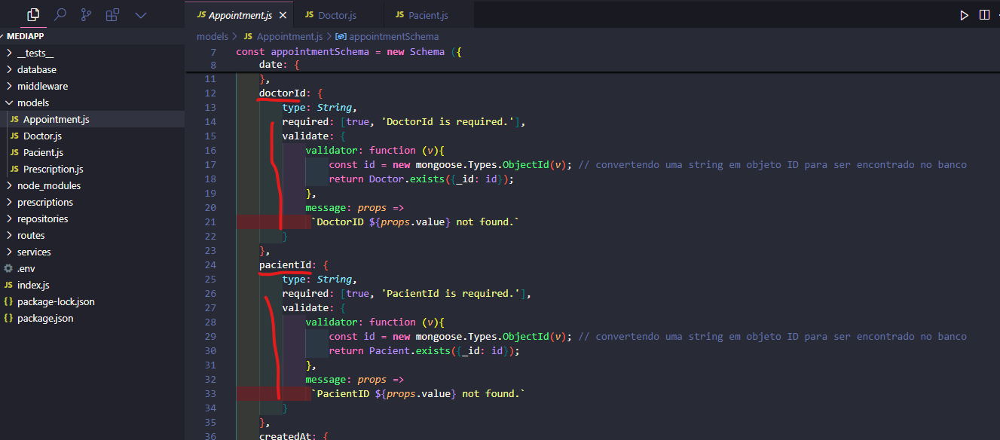 JS Appointment.js ×
JS Doctor.js
JS Pacient.js
MEDIAPP
__tests__
database
middleware
models
JS Appointment.js
JS Doctor.js
JS Pacient.js
JS Prescription.js
node_modules
prescriptions
repositories
routes
services
.env
JS index.js
{} package-lock.json
{} package.json
models > JS Appointment.js > appointmentSchema
7 const appointmentSchema = new Schema ({
8 date: {
11 },
12 doctorId: {
13 type: String,
14 required: [true, 'DoctorId is required.'],
15 validate: {
16 validator: function (v){
17 const id = new mongoose.Types.ObjectId(v); // convertendo uma string em objeto ID para ser encontrado no banco
18 return Doctor.exists({_id: id});
19 },
20 message: props =>
21 `DoctorID ${props.value} not found.`
22 }
23 },
24 pacientId: {
25 type: String,
26 required: [true, 'PacientId is required.'],
27 validate: {
28 validator: function (v){
29 const id = new mongoose.Types.ObjectId(v); // convertendo uma string em objeto ID para ser encontrado no banco
30 return Pacient.exists({_id: id});
31 },
32 message: props =>
33 `PacientID ${props.value} not found.`
34 }
35 },
36 createdAt: {